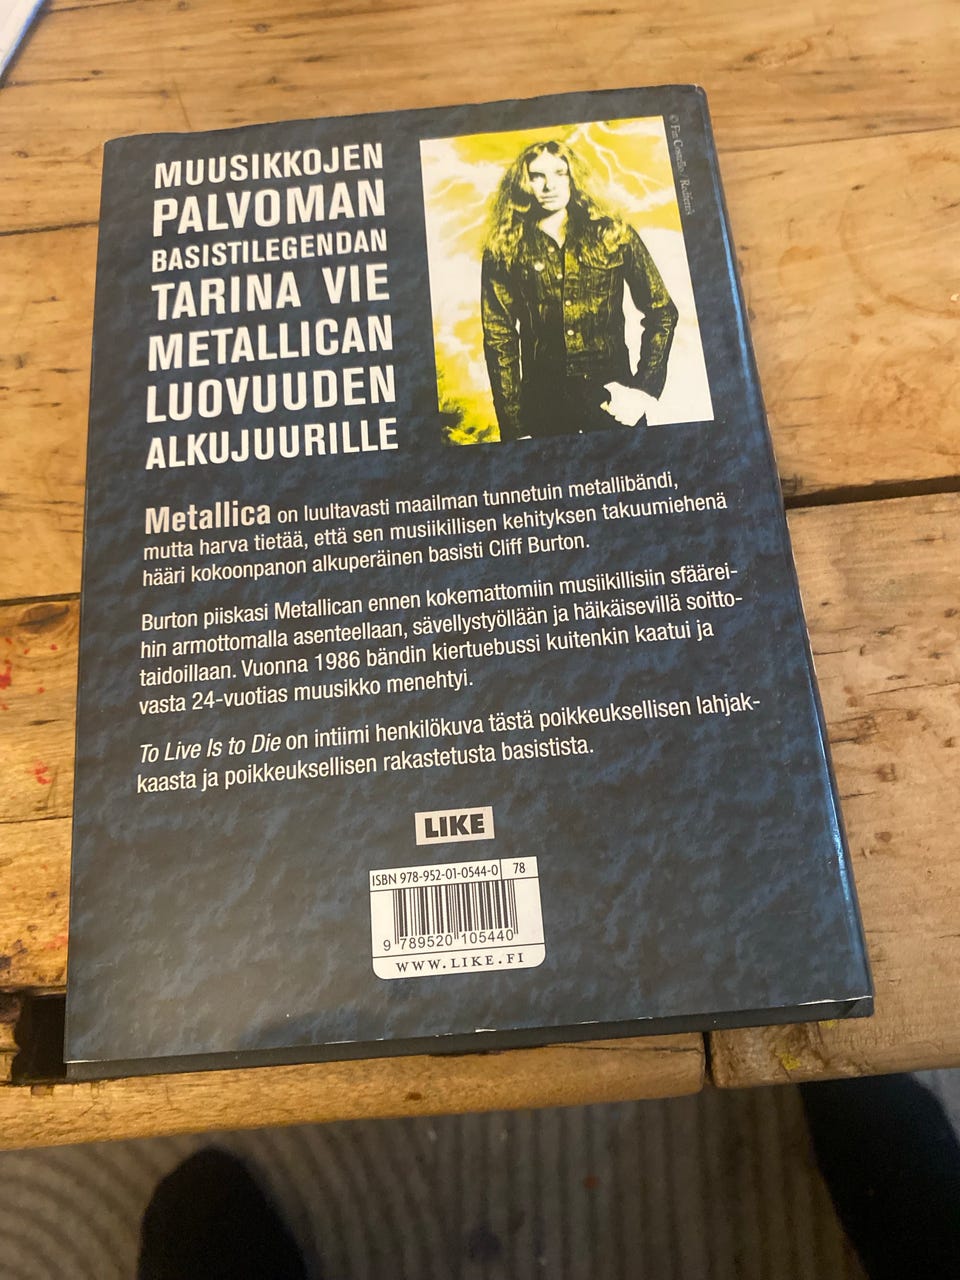 MUUSIKKOJEN
PALVOMAN
BASISTILEGENDAN
TARINA VIE
METALLICAN
LUOVUUDEN
ALKUJUURILLE
© Fin Costello / Redferns
Metallica on luultavasti maailman tunnetuin metallibändi,
mutta harva tietää, että sen musiikillisen kehityksen takuumiehenä
hääri kokoonpanon alkuperäinen basisti Cliff Burton.
Burton piiskasi Metallican ennen kokemattomiin musiikillisiin sfäärei-
hin armottomalla asenteellaan, sävellystyöllään ja häikäisevillä soitto-
taidoillaan. Vuonna 1986 bändin kiertuebussi kuitenkin kaatui ja
vasta 24-vuotias muusikko menehtyi.
To Live Is to Die on intiimi henkilökuva tästä poikkeuksellisen lahjak-
kaasta ja poikkeuksellisen rakastetusta basistista.
LIKE
ISBN 978-952-01-0544-0 78
9 789520 105440
WWW.LIKE.FI